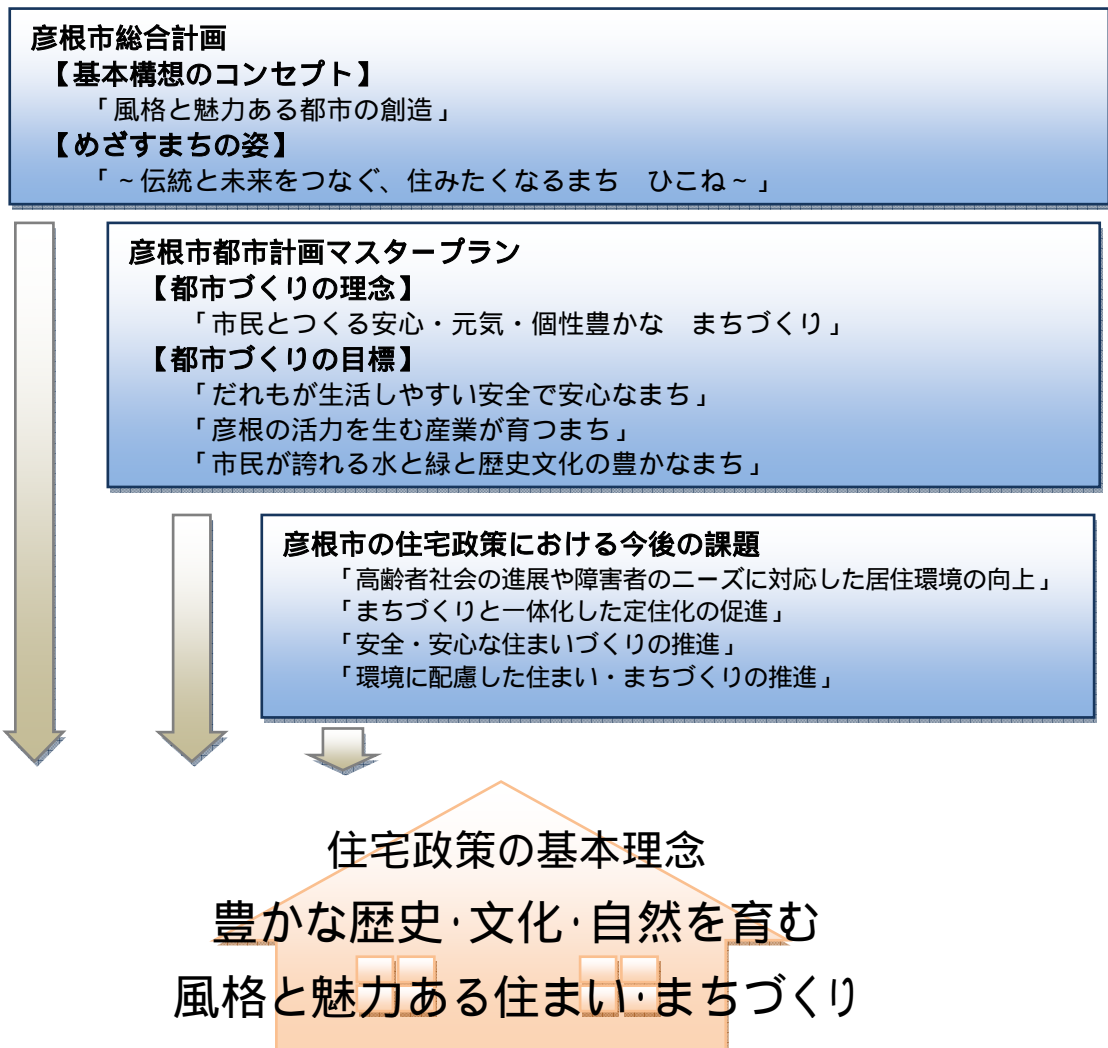 彦根市総合計画
【基本構想のコンセプト】
「風格と魅力ある都市の創造」
【めざすまちの姿】
「~伝統と未来をつなぐ、住みたくなるまち　ひこね~」
彦根市都市計画マスタープラン
【都市づくりの理念】
「市民とつくる安心・元気・個性豊かな　まちづくり」
【都市づくりの目標】
「だれもが生活しやすい安全で安心なまち」
「彦根の活力を生む産業が育つまち」
「市民が誇れる水と緑と歴史文化の豊かなまち」
彦根市の住宅政策における今後の課題
「高齢者社会の進展や障害者のニーズに対応した居住環境の向上」
「まちづくりと一体化した定住化の促進」
「安全・安心な住まいづくりの推進」
「環境に配慮した住まい・まちづくりの推進」
住宅政策の基本理念
豊かな歴史・文化・自然を育む
風格と魅力ある住まい・まちづくり